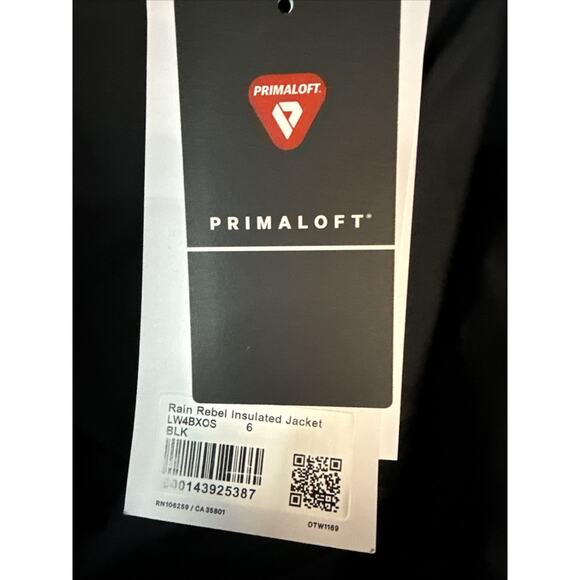 PRIMALOFT
PRIMALOFT®
Rain Rebel Insulated Jacket
LW4BXOS 6
BLK
000143925387
RN106259 / CA 35801
OTW1169